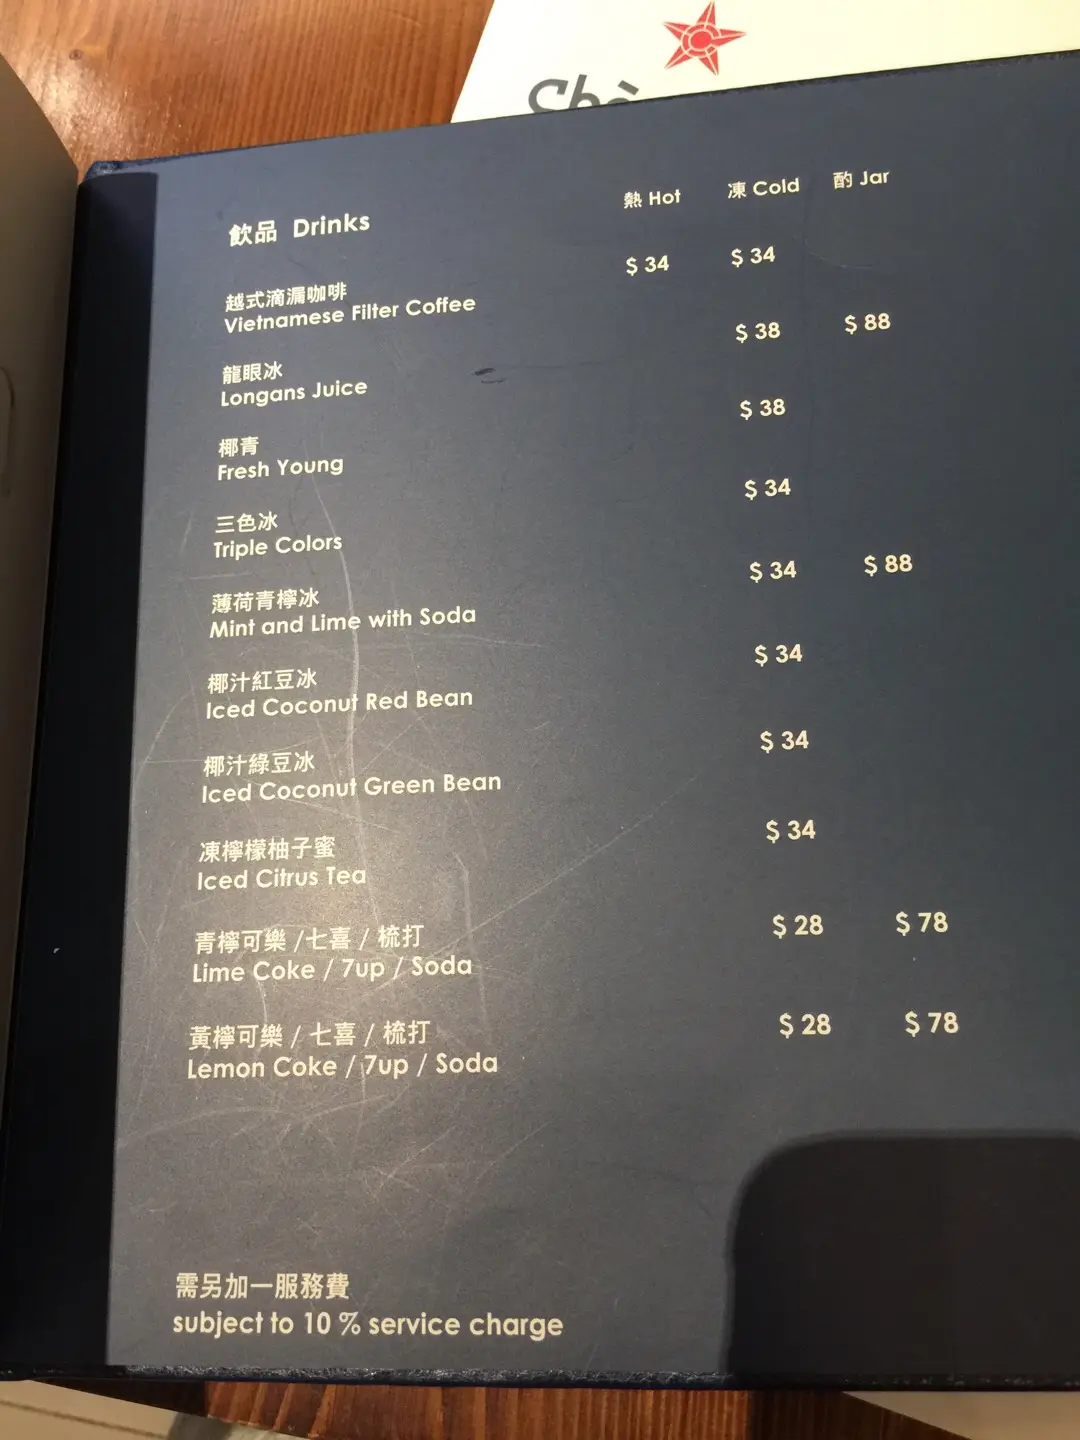 飲品 Drinks 熱 Hot 凍 Cold 酌 Jar
越式滴漏咖啡 $ 34 $ 34
Vietnamese Filter Coffee
龍眼冰 $ 38 $ 88
Longans Juice
椰青 $ 38
Fresh Young
三色冰 $ 34
Triple Colors
薄荷青檸冰 $ 34 $ 88
Mint and Lime with Soda
椰汁紅豆冰 $ 34
Iced Coconut Red Bean
椰汁綠豆冰 $ 34
Iced Coconut Green Bean
凍檸檬柚子蜜 $ 34
Iced Citrus Tea
青檸可樂 /七喜 / 梳打 $ 28 $ 78
Lime Coke / 7up / Soda
黃檸可樂 / 七喜 / 梳打 $ 28 $ 78
Lemon Coke / 7up / Soda
需另加一服務費
subject to 10 % service charge